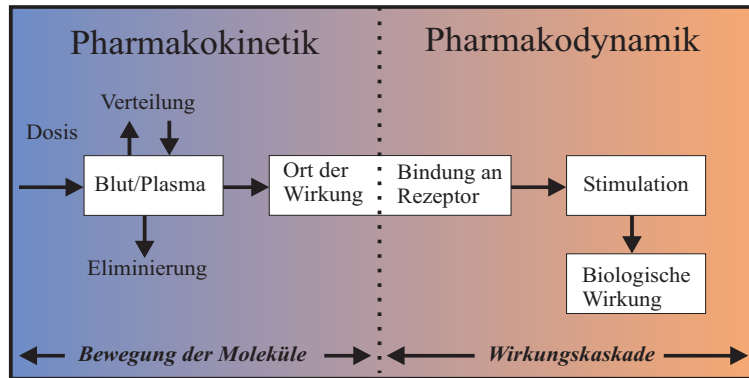 Pharmakokinetik
Pharmakodynamik
Verteilung
Dosis
Blut/Plasma
Ort der
Wirkung
Bindung an
Rezeptor
Stimulation
Eliminierung
Biologische
Wirkung
Bewegung der Moleküle
Wirkungskaskade